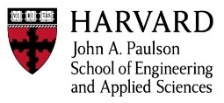 HARVARD
John A. Paulson
School of Engineering
and Applied Sciences